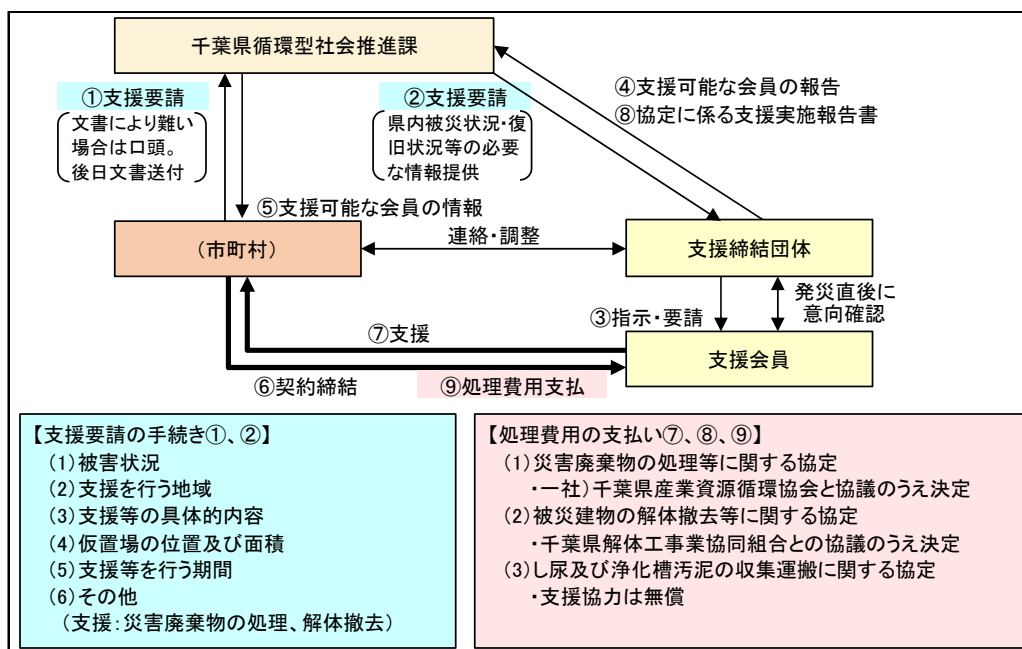 千葉県循環型社会推進課
①支援要請
文書により難い
場合は口頭。
後日文書送付
②支援要請
県内被災状況・復
旧状況等の必要
な情報提供
④支援可能な会員の報告
⑧協定に係る支援実施報告書
⑤支援可能な会員の情報
(市町村)
連絡・調整
支援締結団体
③指示・要請
発災直後に
意向確認
⑦支援
支援会員
⑥契約締結
⑨処理費用支払
【支援要請の手続き①、②】
(1)被害状況
(2)支援を行う地域
(3)支援等の具体的内容
(4)仮置場の位置及び面積
(5)支援等を行う期間
(6)その他
(支援:災害廃棄物の処理、解体撤去)
【処理費用の支払い⑦、⑧、⑨】
(1)災害廃棄物の処理等に関する協定
・一社)千葉県産業資源循環協会と協議のうえ決定
(2)被災建物の解体撤去等に関する協定
・千葉県解体工事業協同組合との協議のうえ決定
(3)し尿及び浄化槽汚泥の収集運搬に関する協定
・支援協力は無償